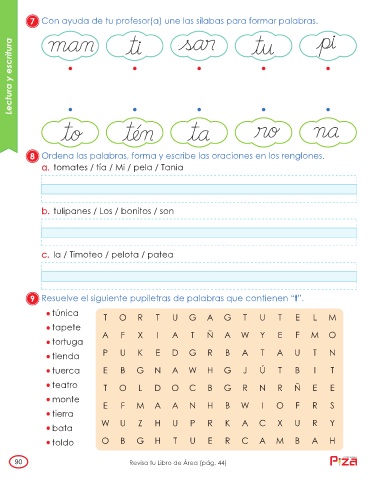 Lectura y escritura
7 Con ayuda de tu profesor(a) une las sílabas para formar palabras.
man ti sar tu pi
to tén ta ro na
8 Ordena las palabras, forma y escribe las oraciones en los renglones.
a. tomates / tía / Mi / pela / Tania
b. tulipanes / Los / bonitos / son
c. la / Timoteo / pelota / patea
9 Resuelve el siguiente pupiletras de palabras que contienen "t".
túnica
tapete
tortuga
tienda
tuerca
teatro
monte
tierra
bata
toldo
T O R T U G A G T U T E L M
A F X I A T Ñ A W Y E F M O
P U K E D G R B A T A U T N
E B G N A W H G J Ú T B I T
T O L D O C B G R N R Ñ E E
E F M A A N H B W I O F R S
W U Z H U P R K A C X U R Y
O B G H T U E R C A M B A H
90
Revisa tu Libro de Área (pág. 44)